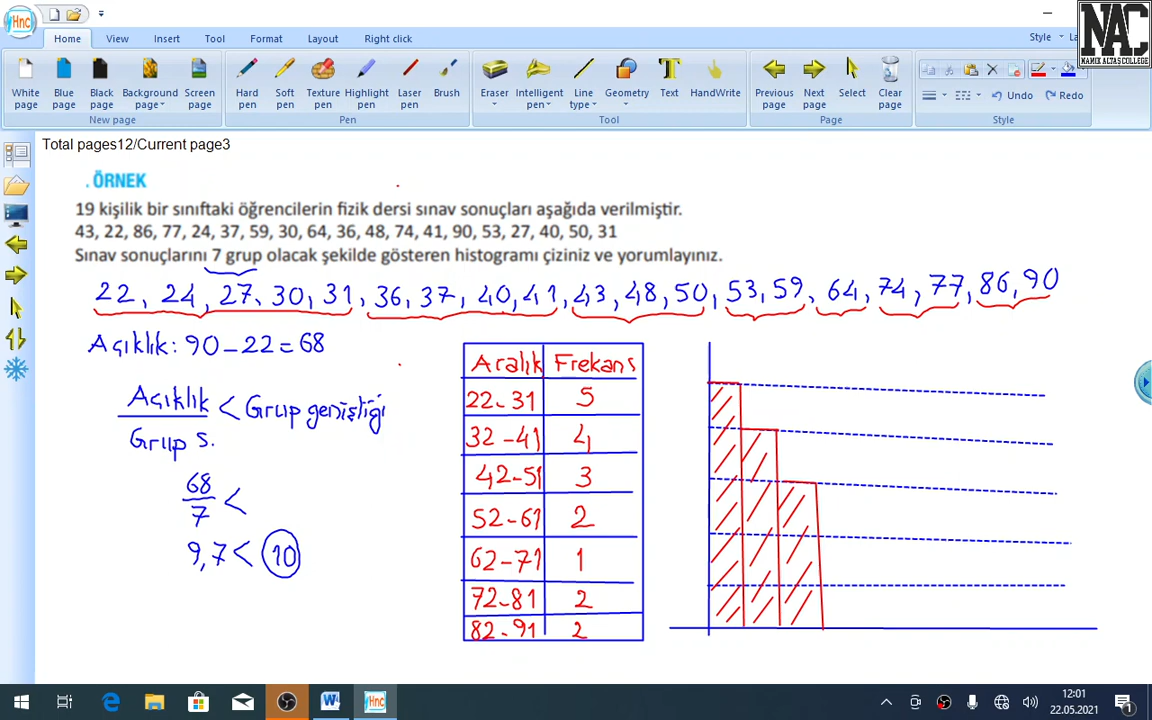 Hnc
NAC
NAMIK ALTAS COLLEGE
Home View Insert Tool Format Layout Right click
Style
White page Blue page Black page Background page Screen page
Hard pen Soft pen Texture pen Highlight pen Laser pen Brush
Eraser Intelligent pen Line type Geometry Text HandWrite
Previous page Next page Select Clear page
Undo Redo
New page Pen Tool Page Style
Total pages12/Current page3
. ÖRNEK
19 kişilik bir sınıftaki öğrencilerin fizik dersi sınav sonuçları aşağıda verilmiştir.
43, 22, 86, 77, 24, 37, 59, 30, 64, 36, 48, 74, 41, 90, 53, 27, 40, 50, 31
Sınav sonuçlarını 7 grup olacak şekilde gösteren histogramı çiziniz ve yorumlayınız.
22, 24, 27, 30, 31, 36, 37, 40, 41, 43, 48, 50, 53, 59, 64, 74, 77, 86, 90
Açıklık: 90-22=68
Açıklık < Grup genişliği
Grup s.
68 <
7
9,7 < 10
Aralık Frekans
22-31 5
32-41 4
42-51 3
52-61 2
62-71 1
72-81 2
82-91 2
Hnc
12:01
22.05.2021
1